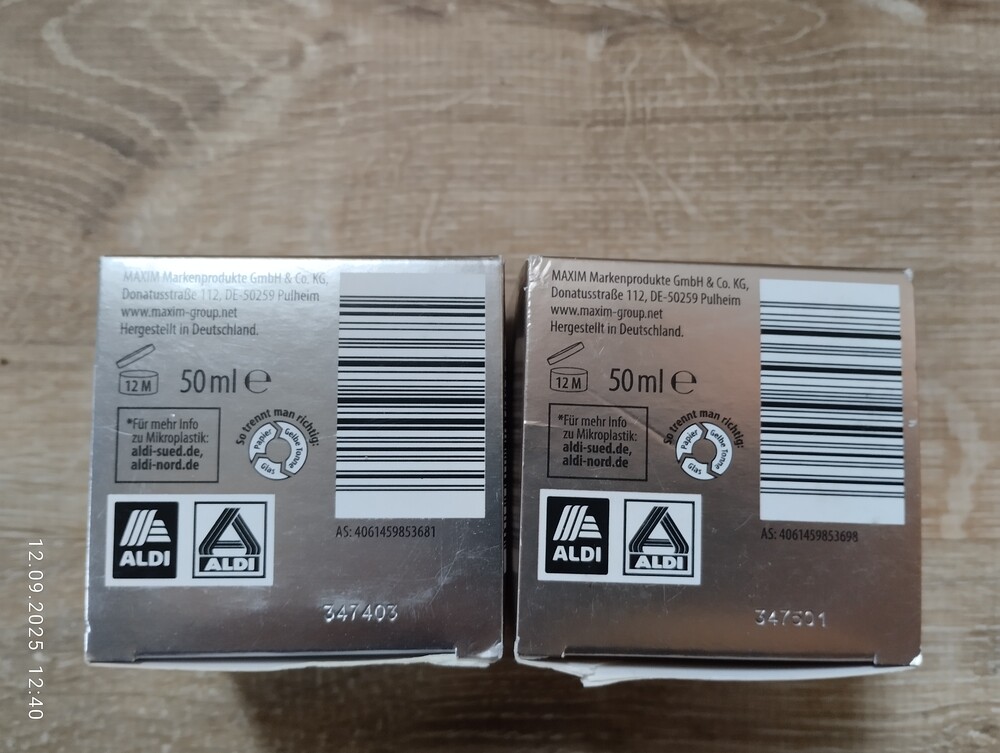 MAXIM Markenprodukte GmbH & Co. KG,
Donatusstraße 112, DE-50259 Pulheim
www.maxim-group.net
Hergestellt in Deutschland.
12 M
50 ml e
*Für mehr Info
zu Mikroplastik:
aldi-sued.de,
aldi-nord.de
So trennt man richtig:
Papier
Gelbe Tonne
Glas
ALDI
ALDI
AS: 4061459853681
347403
MAXIM Markenprodukte GmbH & Co. KG,
Donatusstraße 112, DE-50259 Pulheim
www.maxim-group.net
Hergestellt in Deutschland.
12 M
50 ml e
*Für mehr Info
zu Mikroplastik:
aldi-sued.de,
aldi-nord.de
So trennt man richtig:
Papier
Gelbe Tonne
Glas
ALDI
ALDI
AS: 4061459853698
12.09.2025 12:40